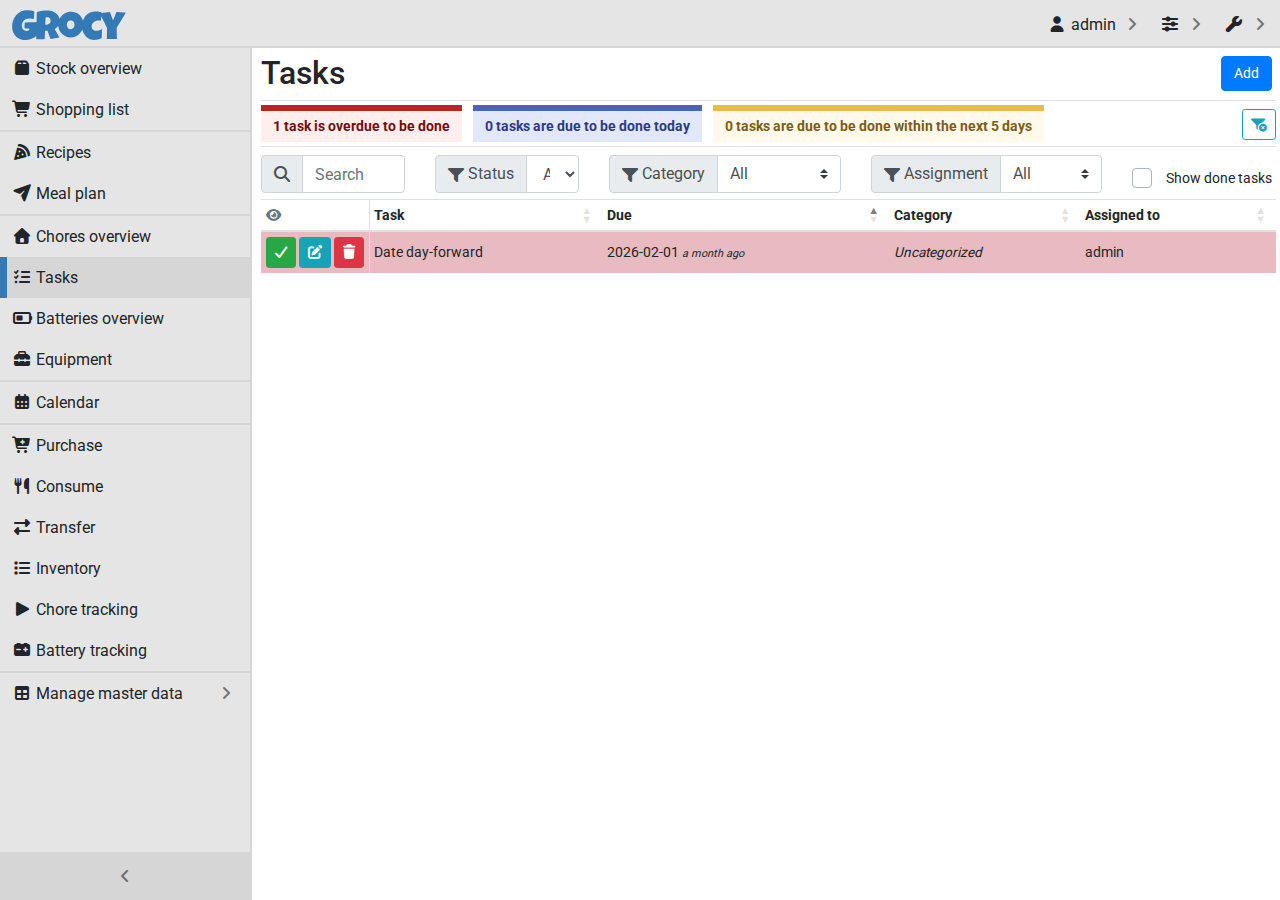 GROCY
admin
Stock overview
Shopping list
Recipes
Meal plan
Chores overview
Tasks
Batteries overview
Equipment
Calendar
Purchase
Consume
Transfer
Inventory
Chore tracking
Battery tracking
Manage master data
Tasks
Add
1 task is overdue to be done
0 tasks are due to be done today
0 tasks are due to be done within the next 5 days
Search
Status
Category
All
Assignment
All
Show done tasks
Task Due Category Assigned to
Date day-forward 2026-02-01 a month ago Uncategorized admin